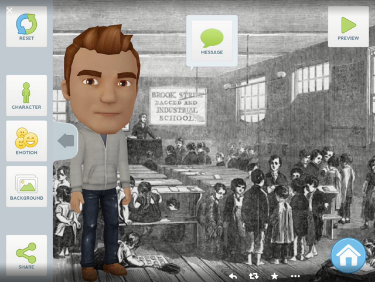 RESET
MESSAGE
PREVIEW
CHARACTER
EMOTION
BACKGROUND
SHARE
BROOK STREET
RAGGED AND
INDUSTRIAL
SCHOOL